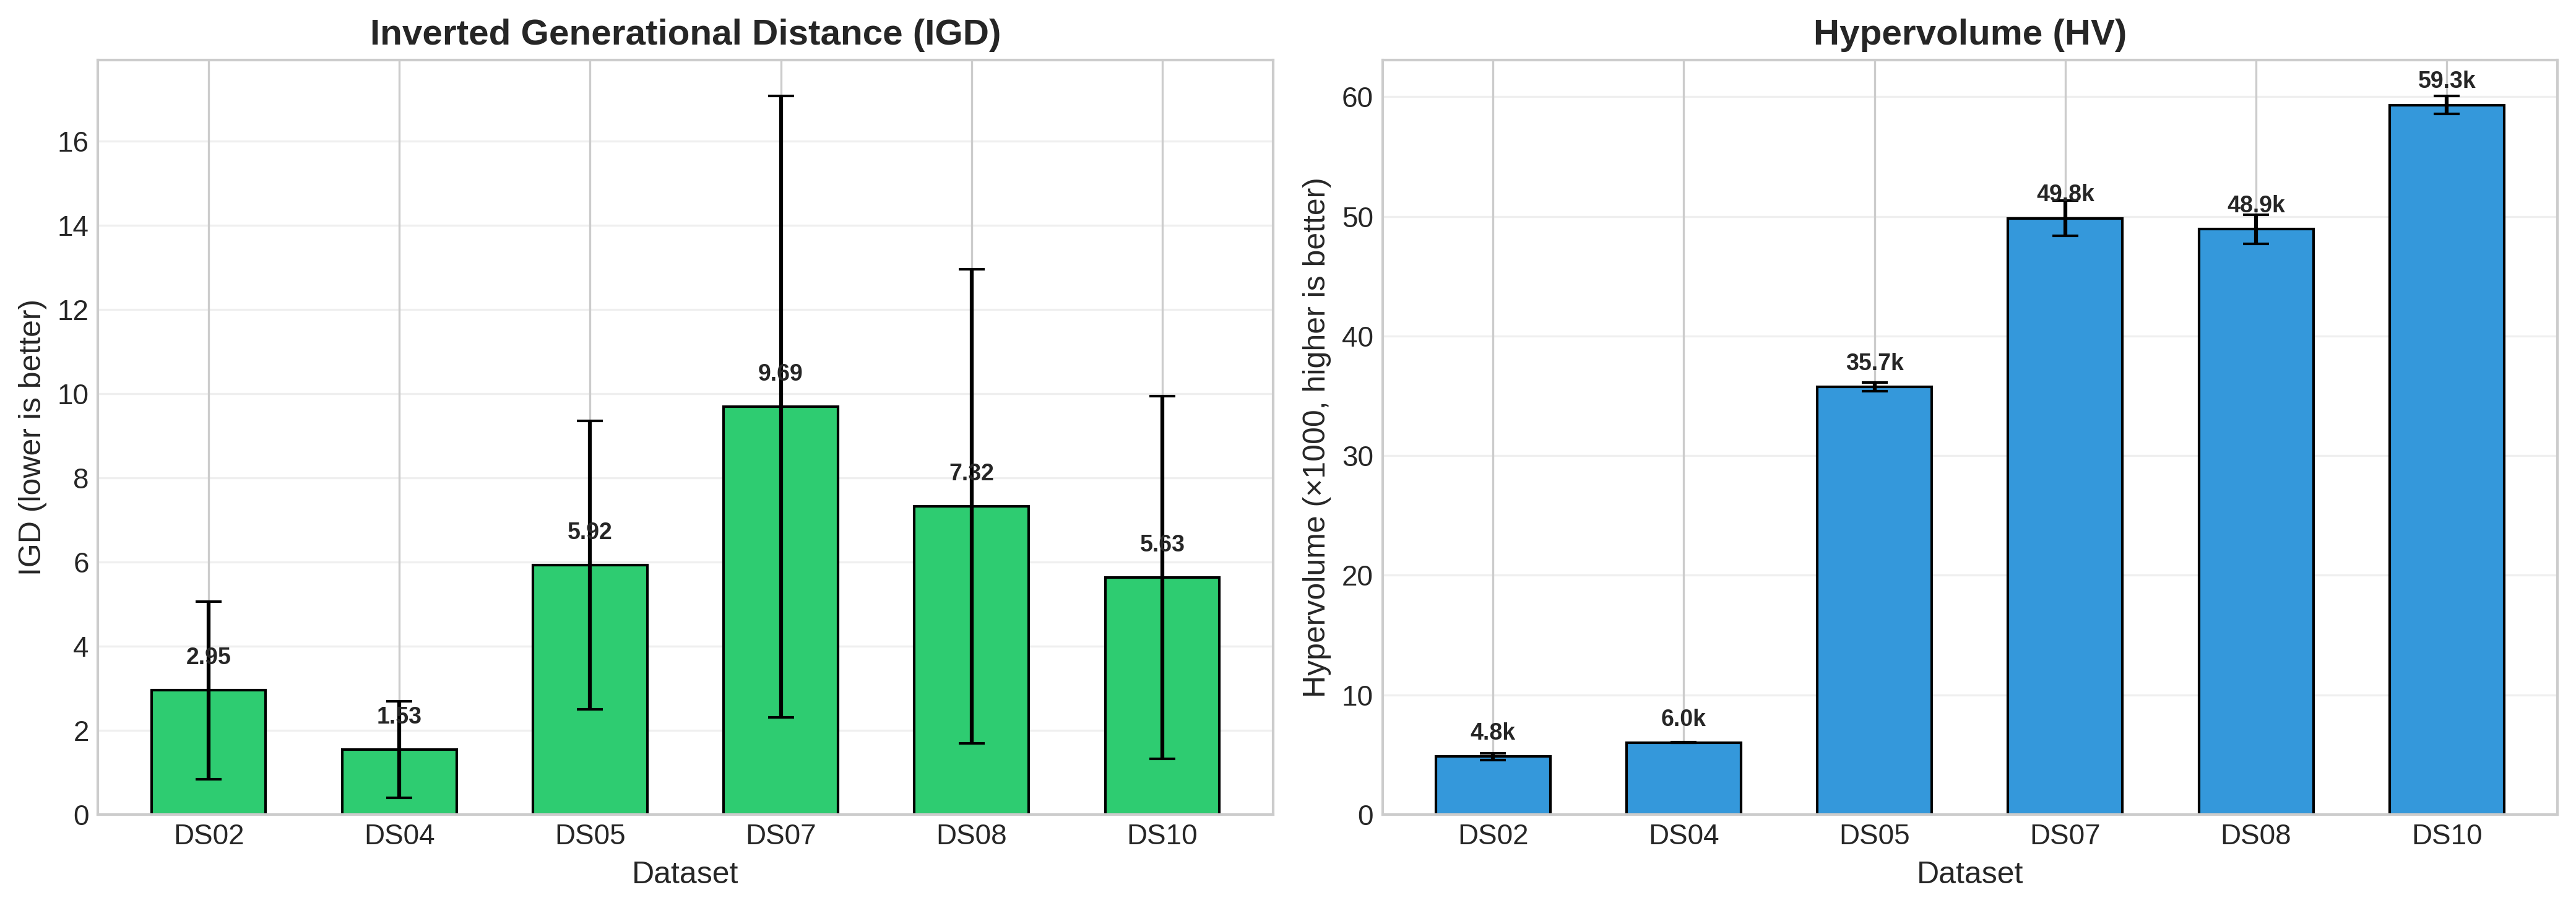 Inverted Generational Distance (IGD)
IGD (lower is better)
16
14
12
10
8
6
4
2
0
2.95
1.53
5.92
9.69
7.32
5.63
DS02 DS04 DS05 DS07 DS08 DS10
Dataset
Hypervolume (HV)
Hypervolume (×1000, higher is better)
60
50
40
30
20
10
0
4.8k
6.0k
35.7k
49.8k
48.9k
59.3k
DS02 DS04 DS05 DS07 DS08 DS10
Dataset